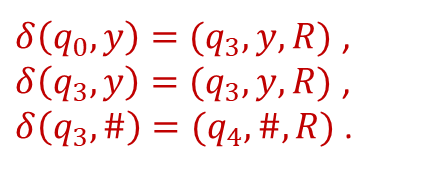 δ(q₀, y) = (q₃, y, R) ,
δ(q₃, y) = (q₃, y, R) ,
δ(q₃, #) = (q₄, #, R) .